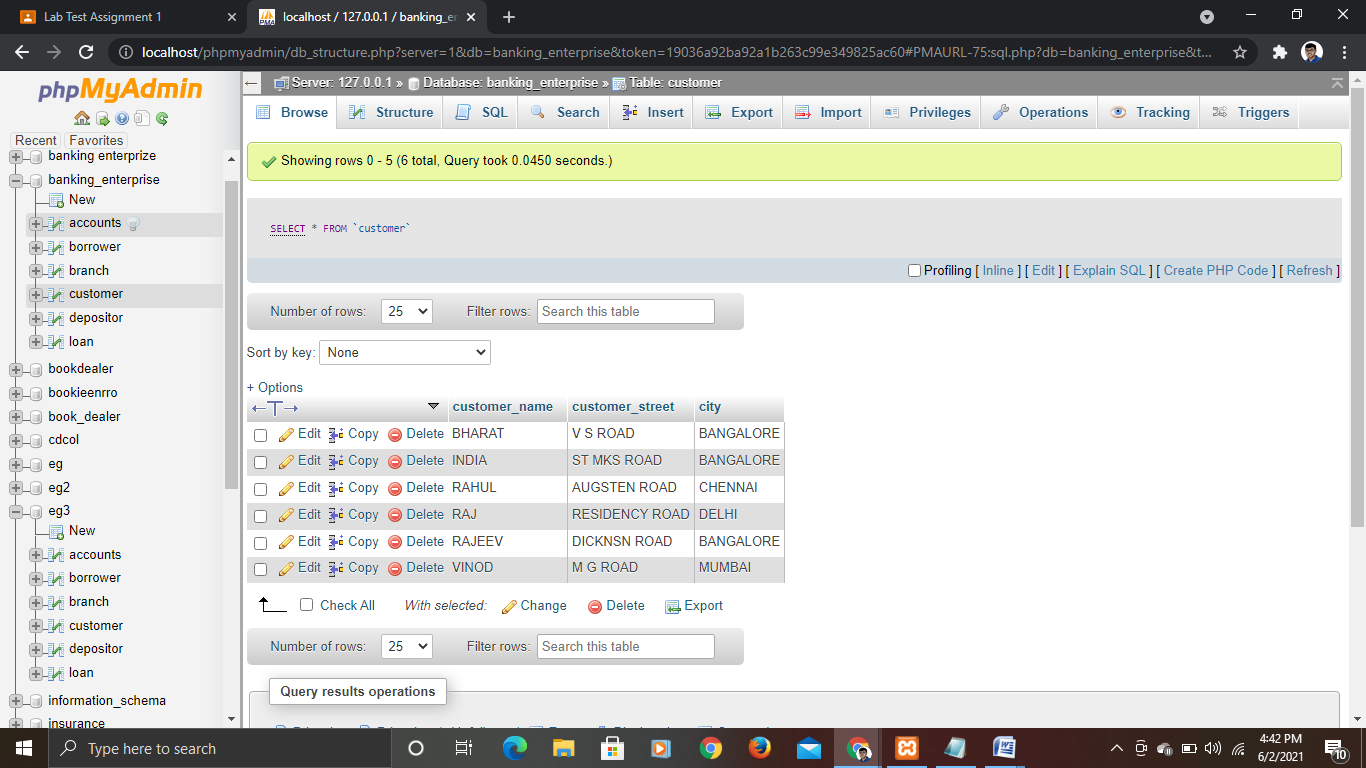 Lab Test Assignment 1
localhost / 127.0.0.1 / banking_er
localhost/phpmyadmin/db_structure.php?server=1&db=banking_enterprise&token=19036a92ba92a1b263c99e349825ac60#PMAURL-75:sql.php?db=banking_enterprise&t...
phpMyAdmin
Recent Favorites
banking enterprize
banking_enterprise
New
accounts
borrower
branch
customer
depositor
loan
bookdealer
bookieenrro
book_dealer
cdcol
eg
eg2
eg3
New
accounts
borrower
branch
customer
depositor
loan
information_schema
insurance
Server: 127.0.0.1 » Database: banking_enterprise » Table: customer
Browse Structure SQL Search Insert Export Import Privileges Operations Tracking Triggers
Showing rows 0 - 5 (6 total, Query took 0.0450 seconds.)
SELECT * FROM `customer`
Profiling [ Inline ] [ Edit ] [ Explain SQL ] [ Create PHP Code ] [ Refresh ]
Number of rows: 25 Filter rows: Search this table
Sort by key: None
+ Options
←T→ customer_name customer_street city
Edit Copy Delete BHARAT V S ROAD BANGALORE
Edit Copy Delete INDIA ST MKS ROAD BANGALORE
Edit Copy Delete RAHUL AUGSTEN ROAD CHENNAI
Edit Copy Delete RAJ RESIDENCY ROAD DELHI
Edit Copy Delete RAJEEV DICKNSN ROAD BANGALORE
Edit Copy Delete VINOD M G ROAD MUMBAI
Check All With selected: Change Delete Export
Number of rows: 25 Filter rows: Search this table
Query results operations
Type here to search
4:42 PM
6/2/2021
10